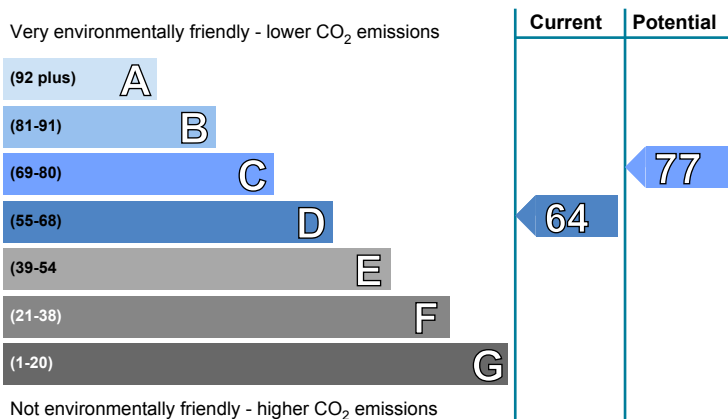 Current Potential
Very environmentally friendly - lower CO2 emissions
(92 plus) A
(81-91) B
(69-80) C
77
(55-68) D
64
(39-54 E
(21-38) F
(1-20) G
Not environmentally friendly - higher CO2 emissions